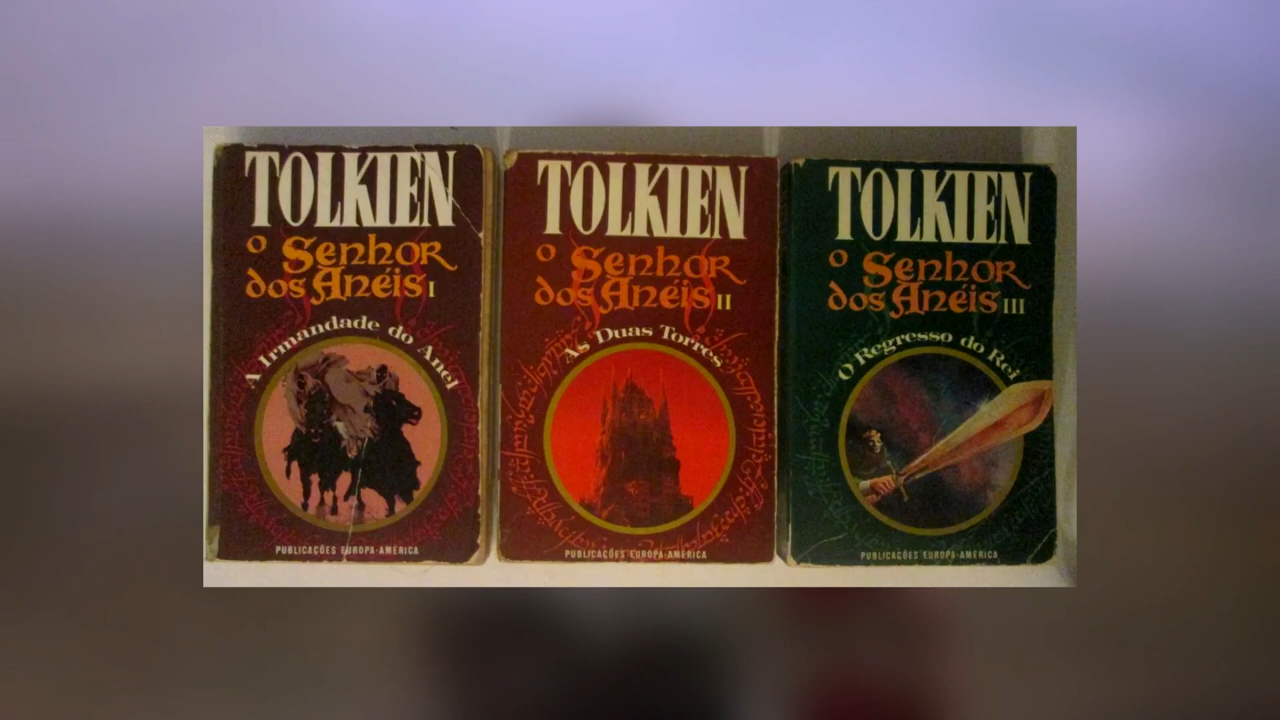 TOLKIEN
O Senhor
dos Anéis I
A Irmandade do Anel
PUBLICAÇÕES EUROPA-AMÉRICA
TOLKIEN
O Senhor
dos Anéis II
As Duas Torres
PUBLICAÇÕES EUROPA-AMÉRICA
TOLKIEN
O Senhor
dos Anéis III
O Regresso do Rei
PUBLICAÇÕES EUROPA-AMÉRICA